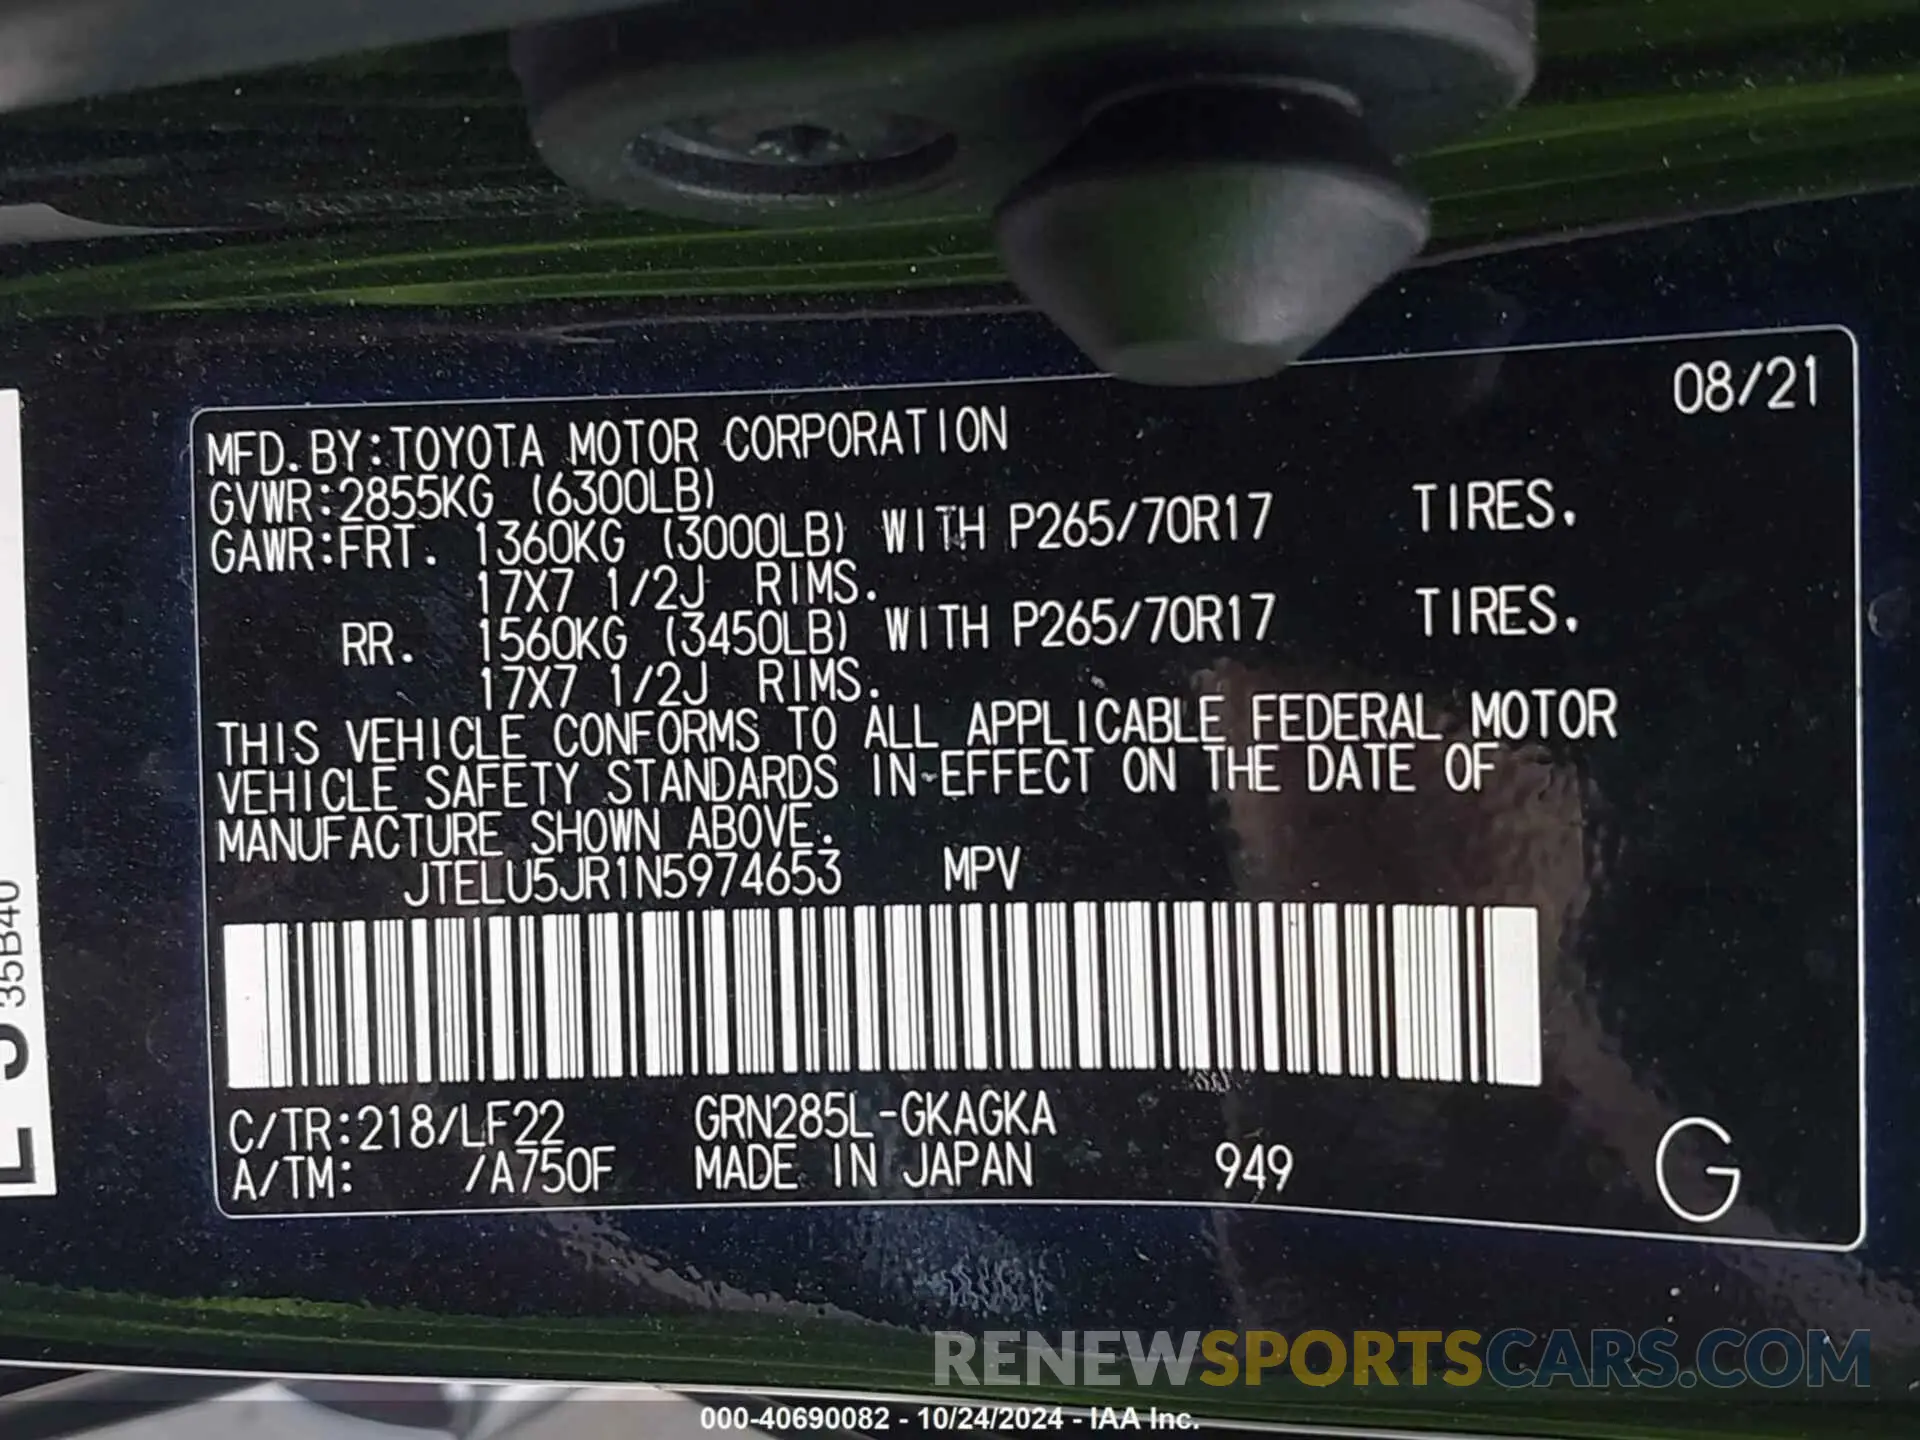 08/21
MFD.BY:TOYOTA MOTOR CORPORATION
GVWR:2855KG (6300LB)
GAWR:FRT. 1360KG (3000LB) WITH P265/70R17 TIRES.
17X7 1/2J RIMS.
RR. 1560KG (3450LB) WITH P265/70R17 TIRES.
17X7 1/2J RIMS.
THIS VEHICLE CONFORMS TO ALL APPLICABLE FEDERAL MOTOR
VEHICLE SAFETY STANDARDS IN EFFECT ON THE DATE OF
MANUFACTURE SHOWN ABOVE.
JTELU5JR1N5974653 MPV
C/TR:218/LF22 GRN285L-GKAGKA
A/TM: /A750F MADE IN JAPAN 949 G
35B40
RENEWSPORTSCARS.COM
000-40690082 - 10/24/2024 - IAA Inc.